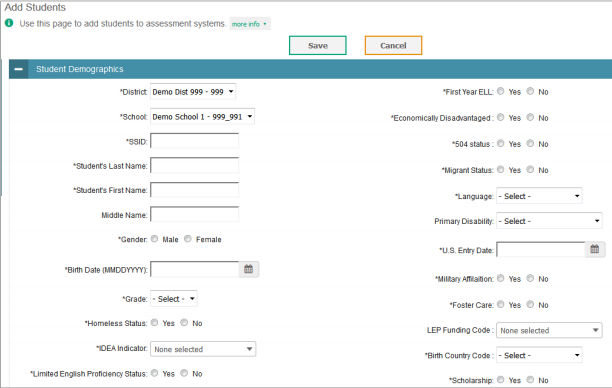 Add Students
Use this page to add students to assessment systems. more info
Save Cancel
Student Demographics
*District: Demo Dist 999 - 999
*School: Demo School 1 - 999_991
*SSID:
*Student's Last Name:
*Student's First Name:
Middle Name:
*Gender: Male Female
*Birth Date (MMDDYYYY):
*Grade: - Select -
*Homeless Status: Yes No
*IDEA Indicator: None selected
*Limited English Proficiency Status: Yes No
*First Year ELL: Yes No
*Economically Disadvantaged : Yes No
*504 status : Yes No
*Migrant Status: Yes No
*Language: - Select -
Primary Disability: - Select -
*U.S. Entry Date:
*Military Affilaition: Yes No
*Foster Care: Yes No
LEP Funding Code : None selected
*Birth Country Code : - Select -
*Scholarship: Yes No